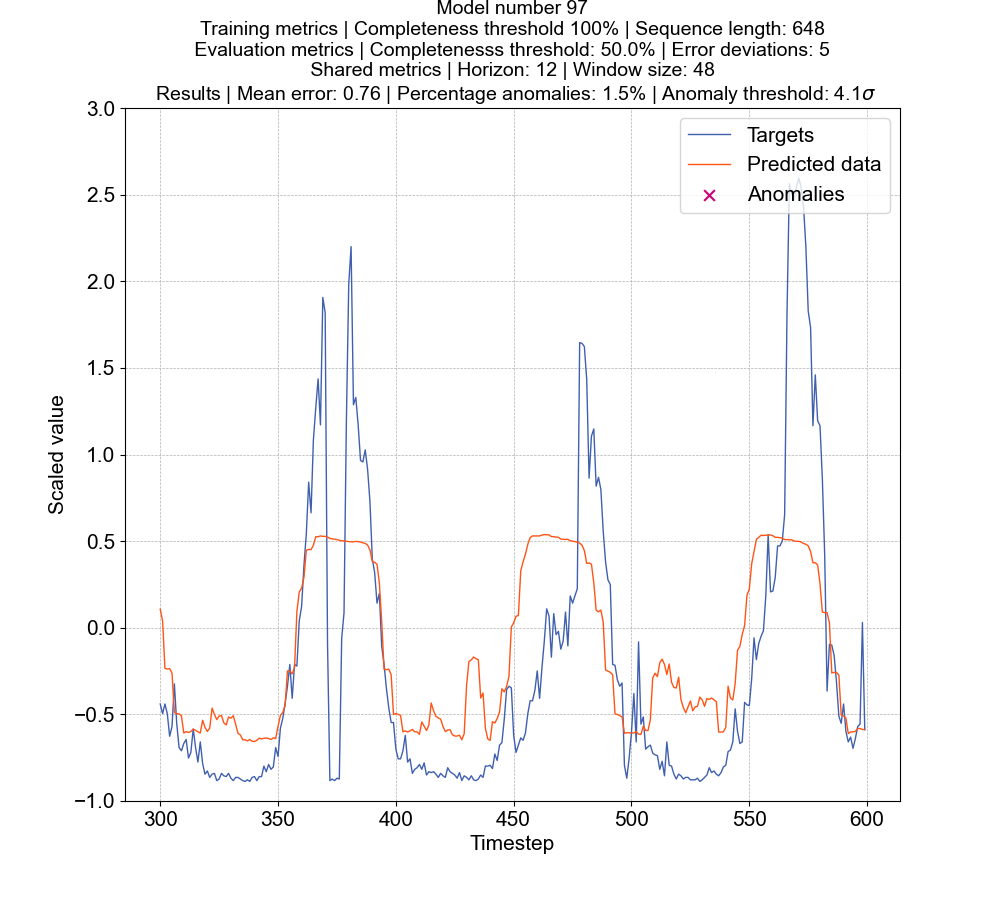 Model number 97
Training metrics | Completeness threshold 100% | Sequence length: 648
Evaluation metrics | Completenesss threshold: 50.0% | Error deviations: 5
Shared metrics | Horizon: 12 | Window size: 48
Results | Mean error: 0.76 | Percentage anomalies: 1.5% | Anomaly threshold: 4.1σ
Targets
Predicted data
Anomalies
Scaled value
3.0
2.5
2.0
1.5
1.0
0.5
0.0
−0.5
−1.0
300 350 400 450 500 550 600
Timestep